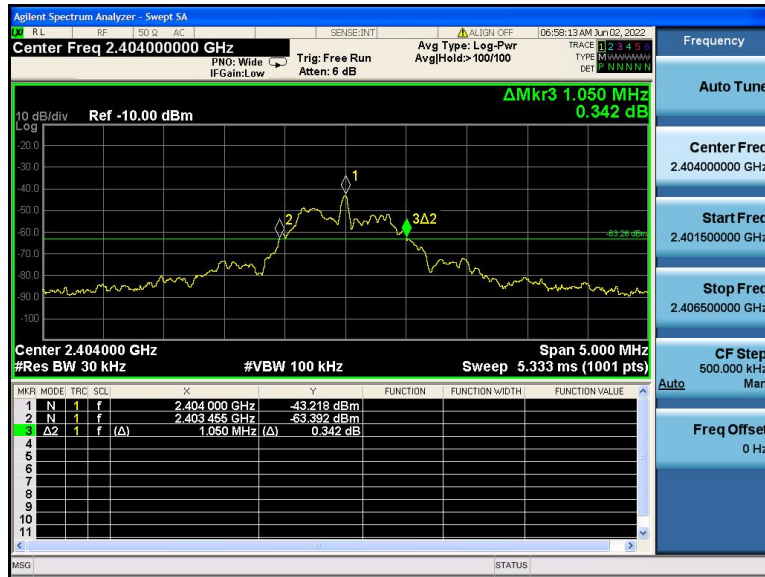 Agilent Spectrum Analyzer - Swept SA
RL RF 50 Ω AC SENSE:INT ALIGN OFF 06:58:13 AM Jun 02, 2022
Center Freq 2.404000000 GHz
PNO: Wide
IFGain:Low
Trig: Free Run
Atten: 6 dB
Avg Type: Log-Pwr
Avg|Hold:>100/100
TRACE 1 2 3 4 5 6
TYPE
DET P N N N N N
ΔMkr3 1.050 MHz
0.342 dB
10 dB/div Ref -10.00 dBm
Log
-20.0
-30.0
-40.0
-50.0
-60.0
-70.0
-80.0
-90.0
-100
1
2
3Δ2
-63.26 dBm
Center 2.404000 GHz Span 5.000 MHz
#Res BW 30 kHz #VBW 100 kHz Sweep 5.333 ms (1001 pts)
MKR MODE TRC SCL X Y FUNCTION FUNCTION WIDTH FUNCTION VALUE
1 N 1 f 2.404 000 GHz -43.218 dBm
2 N 1 f 2.403 455 GHz -63.392 dBm
3 Δ2 1 f (Δ) 1.050 MHz (Δ) 0.342 dB
4
5
6
7
8
9
10
11
MSG STATUS
Frequency
Auto Tune
Center Freq
2.404000000 GHz
Start Freq
2.401500000 GHz
Stop Freq
2.406500000 GHz
CF Step
500.000 kHz
Auto Man
Freq Offset
0 Hz